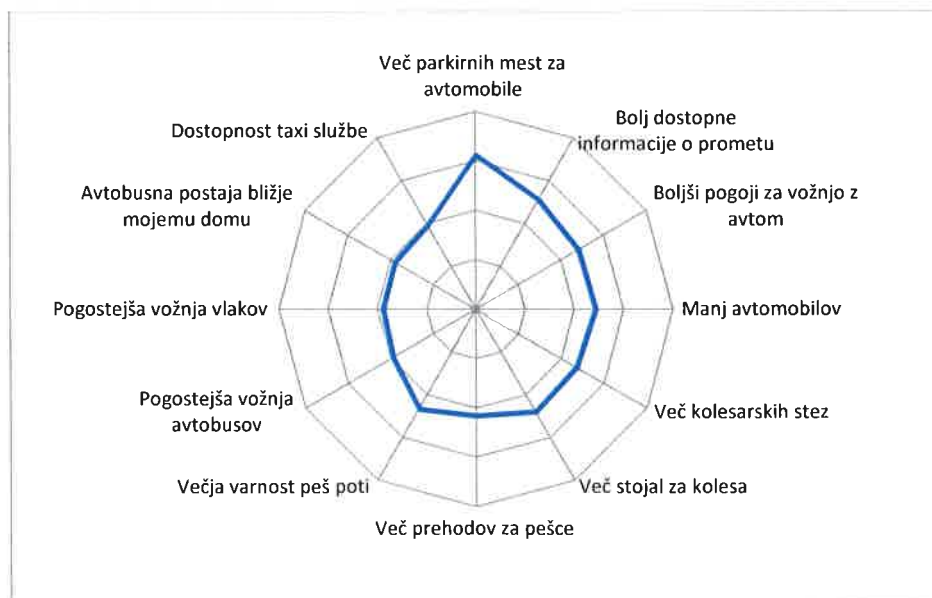 Več parkirnih mest za
avtomobile
Bolj dostopne
informacije o prometu
Boljši pogoji za vožnjo z
avtom
Manj avtomobilov
Več kolesarskih stez
Več stojal za kolesa
Več prehodov za pešce
Večja varnost peš poti
Pogostejša vožnja
avtobusov
Pogostejša vožnja vlakov
Avtobusna postaja bližje
mojemu domu
Dostopnost taxi službe